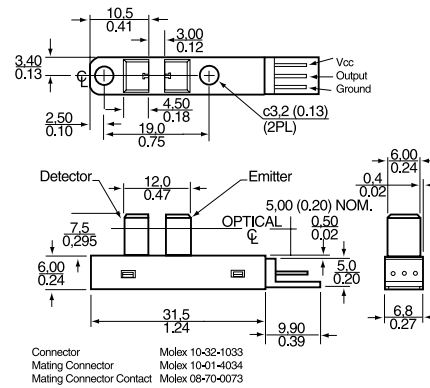 10,5
0.41
3,00
0.12
3,40
0.13
℄
Vcc
Output
Ground
2,50
0.10
4,50
0.18
c3,2 (0.13)
(2PL)
19,0
0.75
Detector
12,0
0.47
Emitter
6,00
0.24
0,4
0.02
5,00 (0.20) NOM.
7,5
0,295
OPTICAL
℄
0,50
0.02
6,00
0.24
5,0
0.20
31,5
1.24
9,90
0.39
6,8
0.27
Connector Molex 10-32-1033
Mating Connector Molex 10-01-4034
Mating Connector Contact Molex 08-70-0073